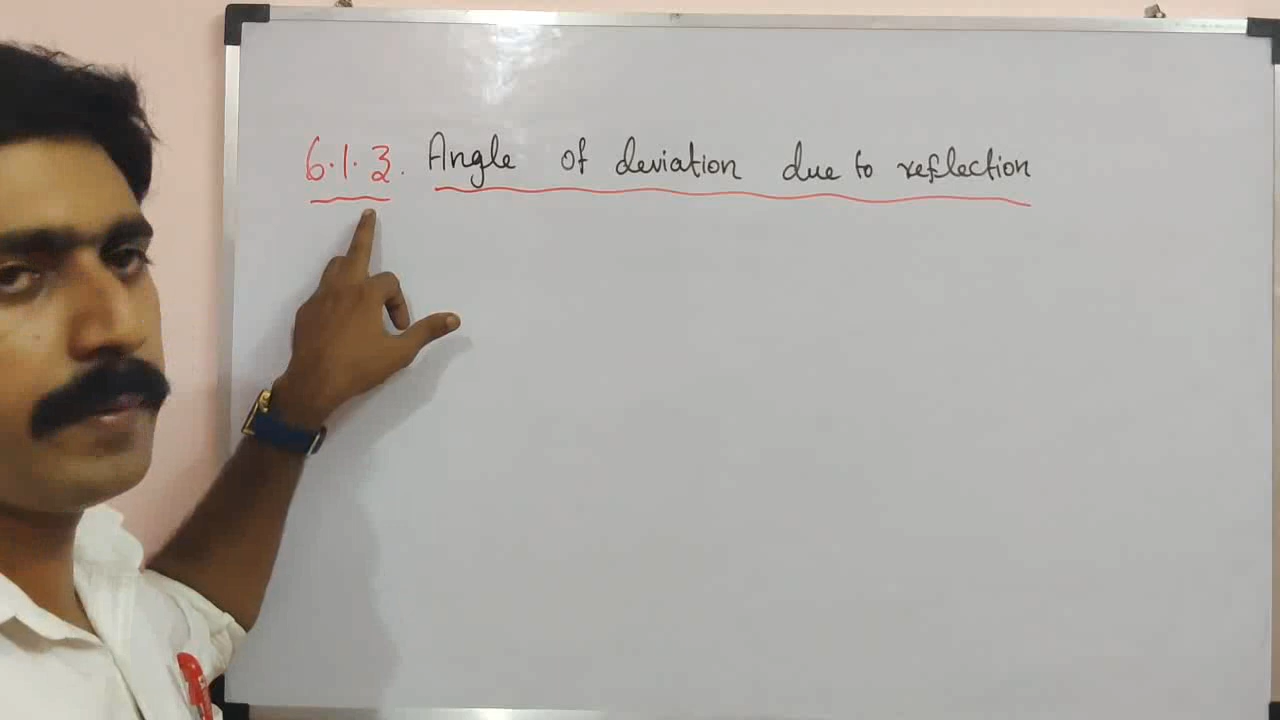 6.1.3. Angle of deviation due to reflection